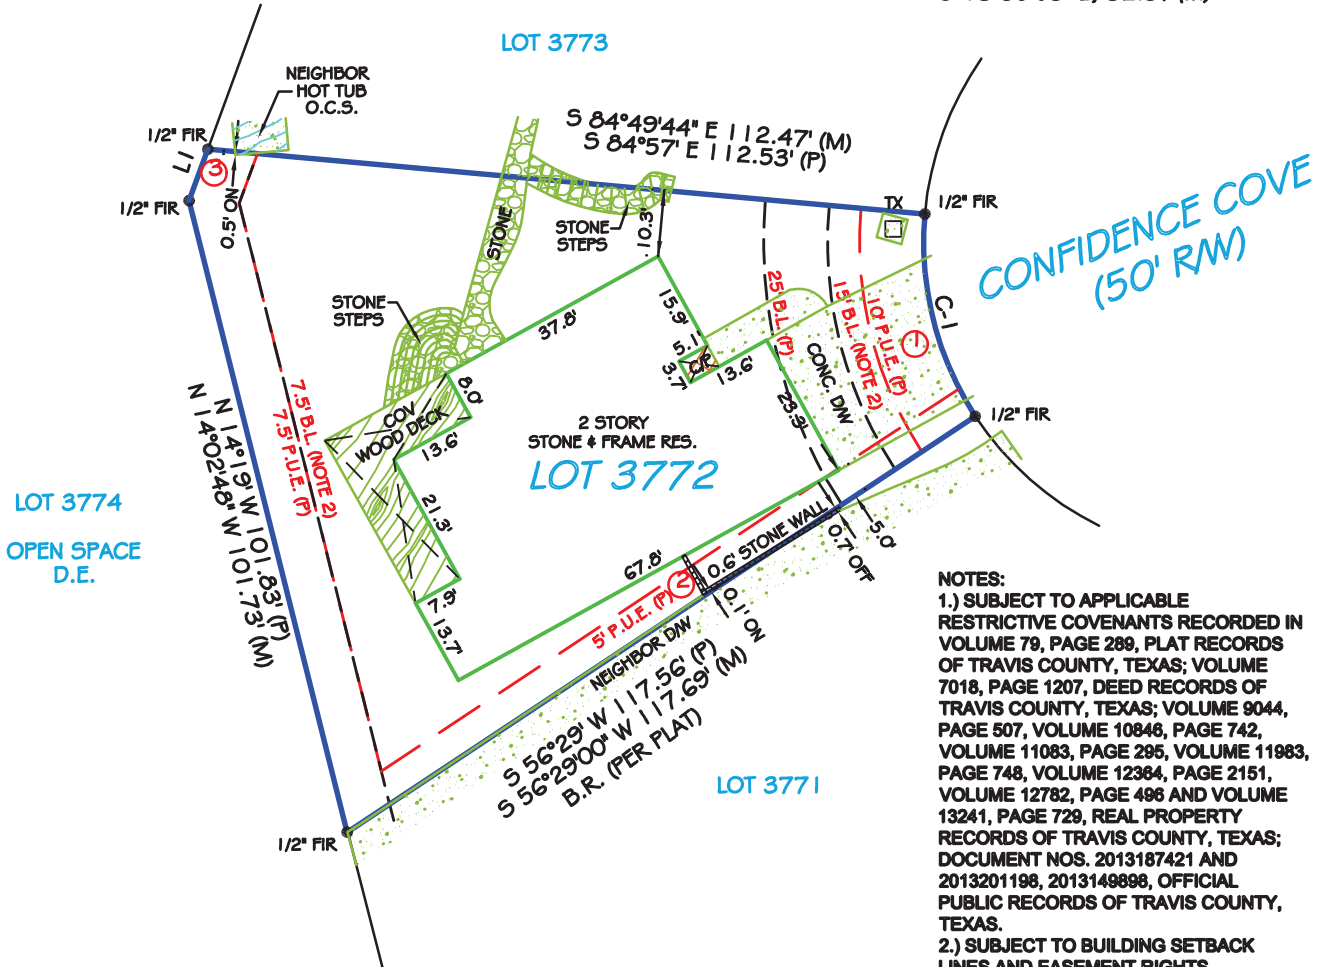 LOT 3773
NEIGHBOR
HOT TUB
O.C.S.
1/2" FIR
S 84°49'44" E 112.47' (M)
S 84°57' E 112.53' (P)
L1
3
1/2" FIR
0.5' ON
STONE
STONE
STEPS
10.3'
TX
1/2" FIR
CONFIDENCE COVE
(50' R/W)
STONE
STEPS
37.8'
15.9'
5.1'
3.7'
13.6'
25' B.L. (P)
15' B.L. (NOTE 2)
10' P.U.E. (P)
1
C-1
CONC. D/W
23.9'
8.0'
COV
WOOD DECK
13.6'
21.3'
7.9'
13.7'
2 STORY
STONE & FRAME RES.
LOT 3772
1/2" FIR
7.5' B.L. (NOTE 2)
7.5' P.U.E. (P)
N 14°19' W 101.83' (P)
N 14°02'48" W 101.73' (M)
LOT 3774
OPEN SPACE
D.E.
67.8'
5' P.U.E. (P)
2
0.6' STONE WALL
5.0'
0.7' OFF
0.1' ON
NEIGHBOR D/W
S 56°29' W 117.56' (P)
S 56°29'00" W 117.69' (M)
B.R. (PER PLAT)
LOT 3771
1/2" FIR
NOTES:
1.) SUBJECT TO APPLICABLE
RESTRICTIVE COVENANTS RECORDED IN
VOLUME 79, PAGE 289, PLAT RECORDS
OF TRAVIS COUNTY, TEXAS; VOLUME
7018, PAGE 1207, DEED RECORDS OF
TRAVIS COUNTY, TEXAS; VOLUME 9044,
PAGE 507, VOLUME 10846, PAGE 742,
VOLUME 11083, PAGE 295, VOLUME 11983,
PAGE 748, VOLUME 12364, PAGE 2151,
VOLUME 12782, PAGE 496 AND VOLUME
13241, PAGE 729, REAL PROPERTY
RECORDS OF TRAVIS COUNTY, TEXAS;
DOCUMENT NOS. 2013187421 AND
2013201198, 2013149898, OFFICIAL
PUBLIC RECORDS OF TRAVIS COUNTY,
TEXAS.
2.) SUBJECT TO BUILDING SETBACK
LINES AND EASEMENT RIGHTS